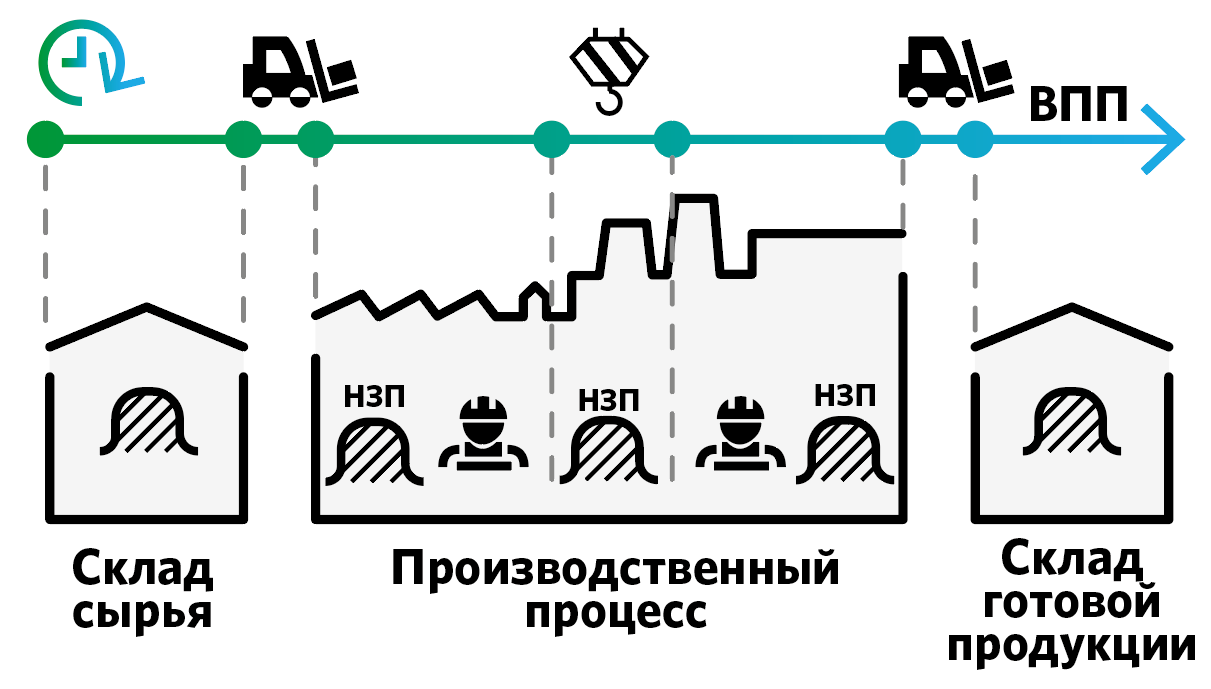 ВПП
НЗП
НЗП
НЗП
Склад
сырья
Производственный
процесс
Склад
готовой
продукции